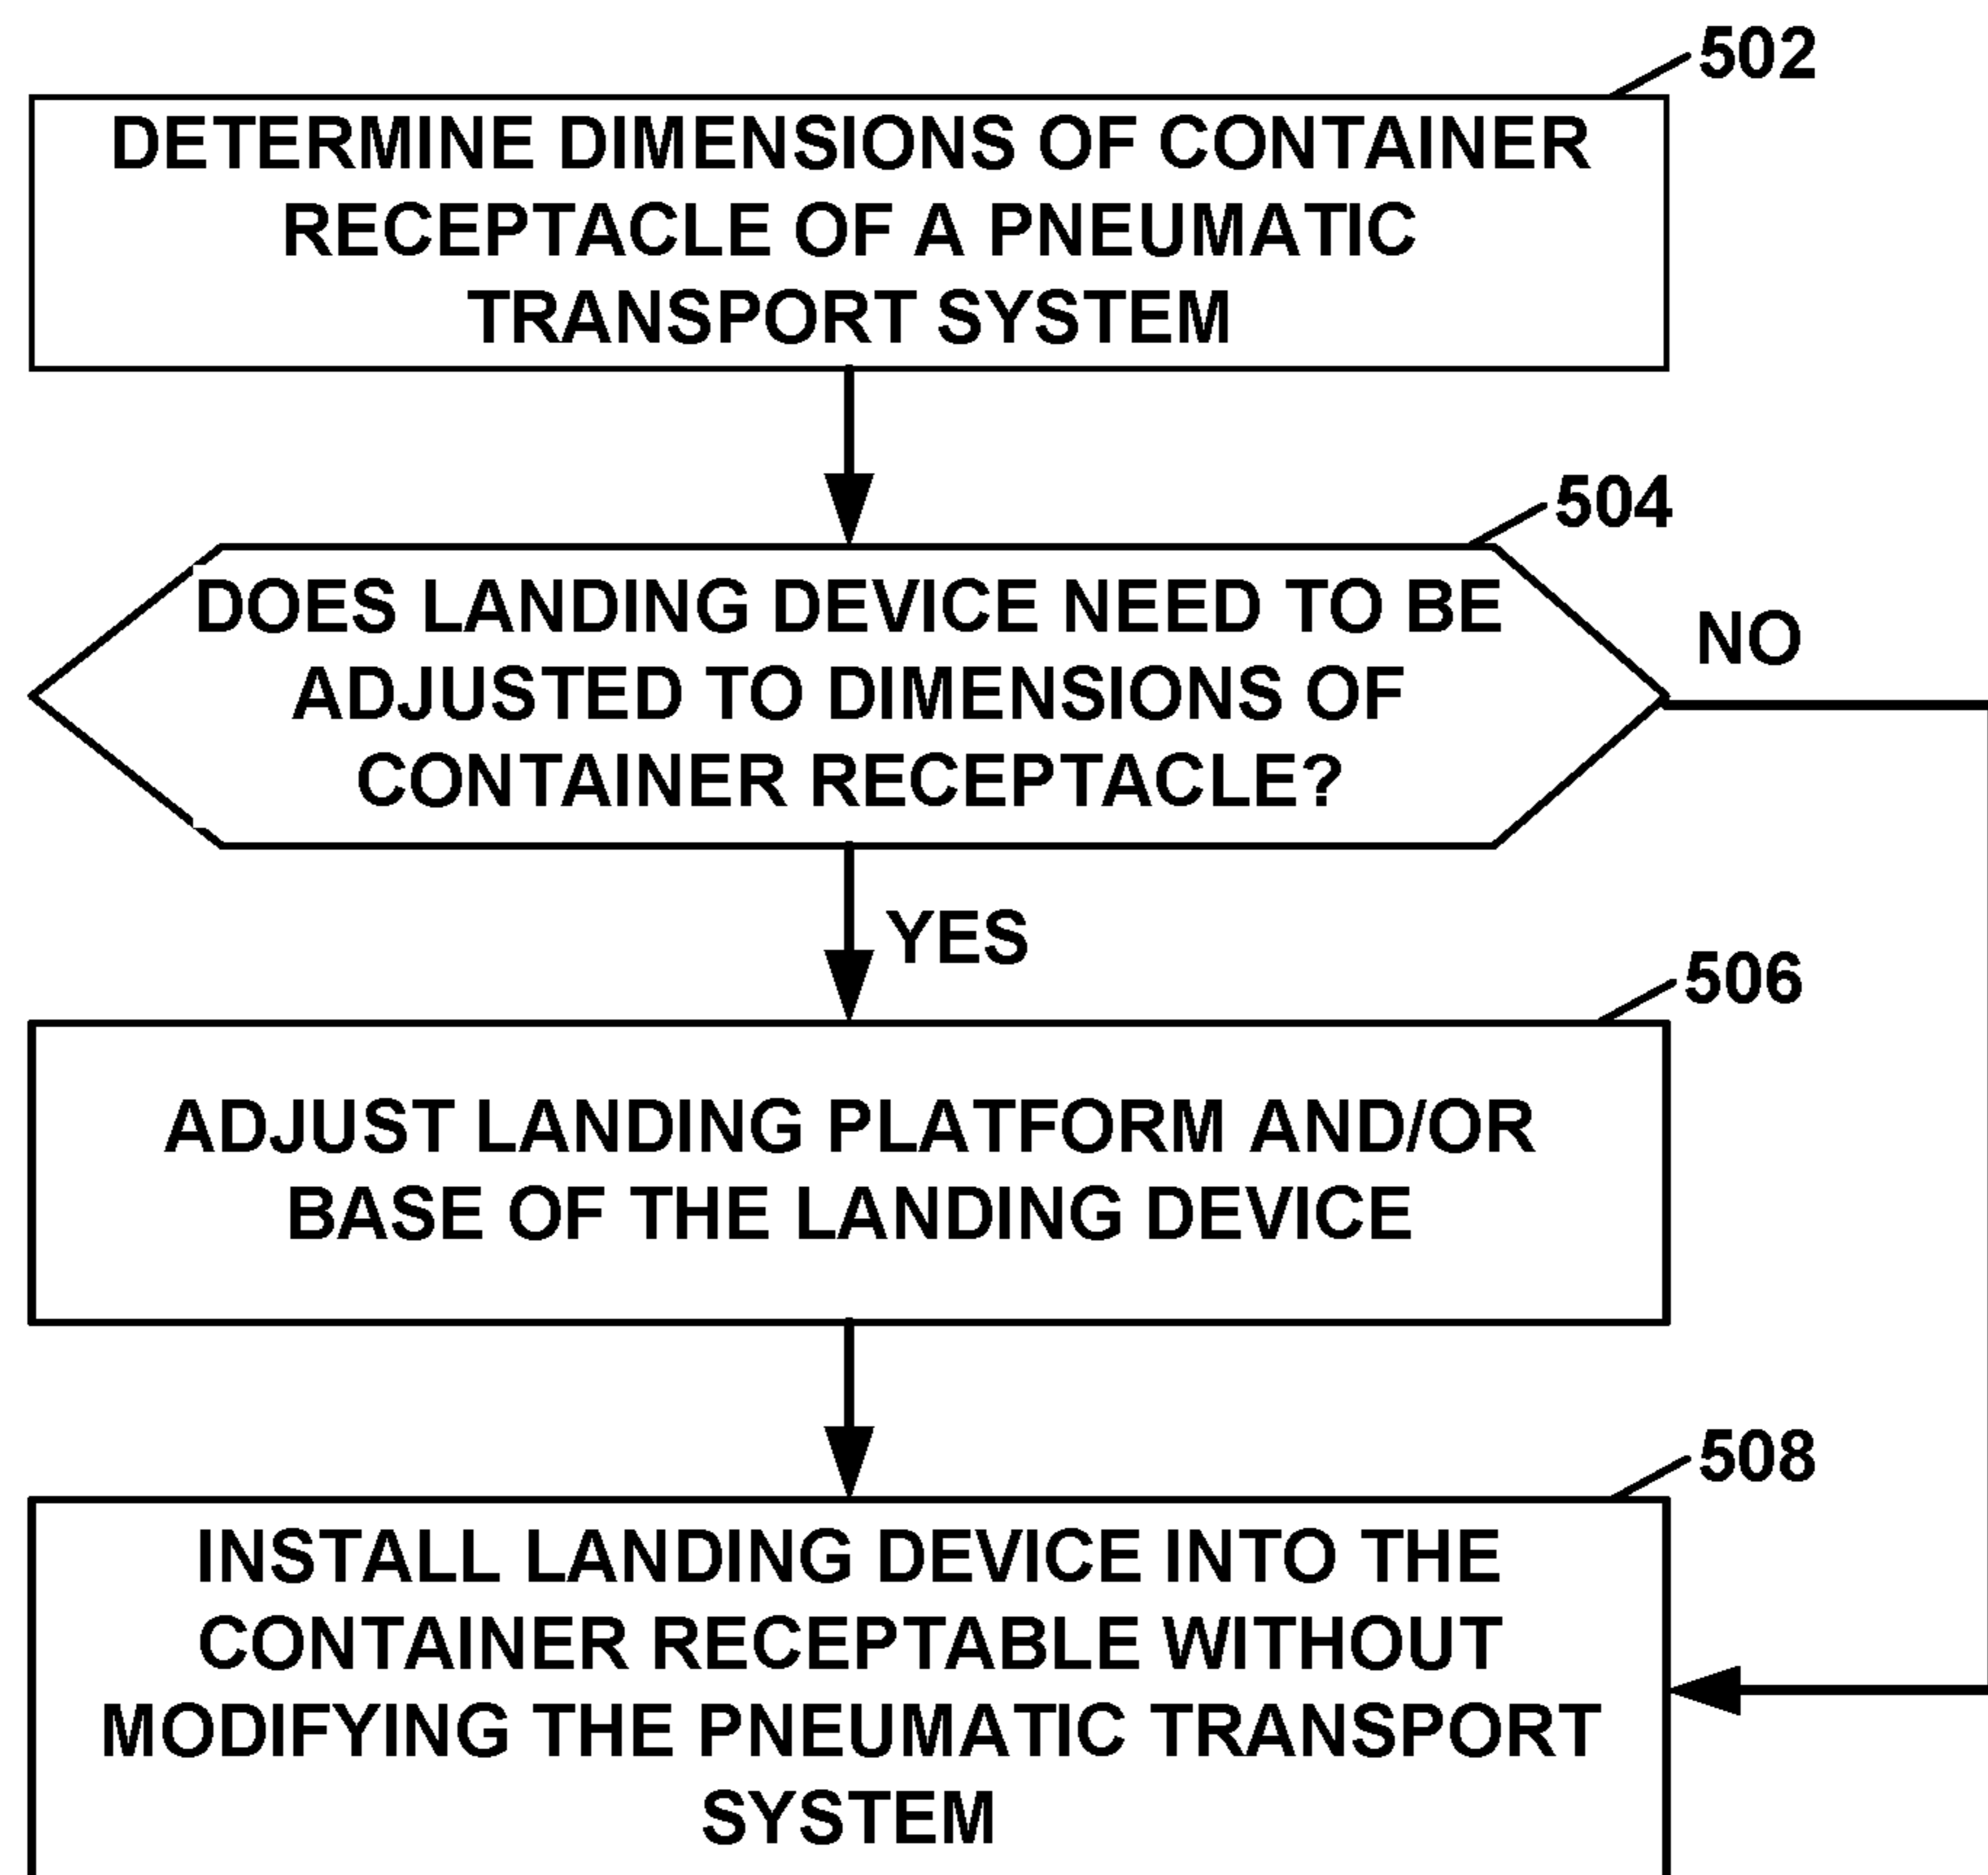 502
DETERMINE DIMENSIONS OF CONTAINER
RECEPTACLE OF A PNEUMATIC
TRANSPORT SYSTEM
504
DOES LANDING DEVICE NEED TO BE
ADJUSTED TO DIMENSIONS OF
CONTAINER RECEPTACLE?
NO
YES
506
ADJUST LANDING PLATFORM AND/OR
BASE OF THE LANDING DEVICE
508
INSTALL LANDING DEVICE INTO THE
CONTAINER RECEPTABLE WITHOUT
MODIFYING THE PNEUMATIC TRANSPORT
SYSTEM